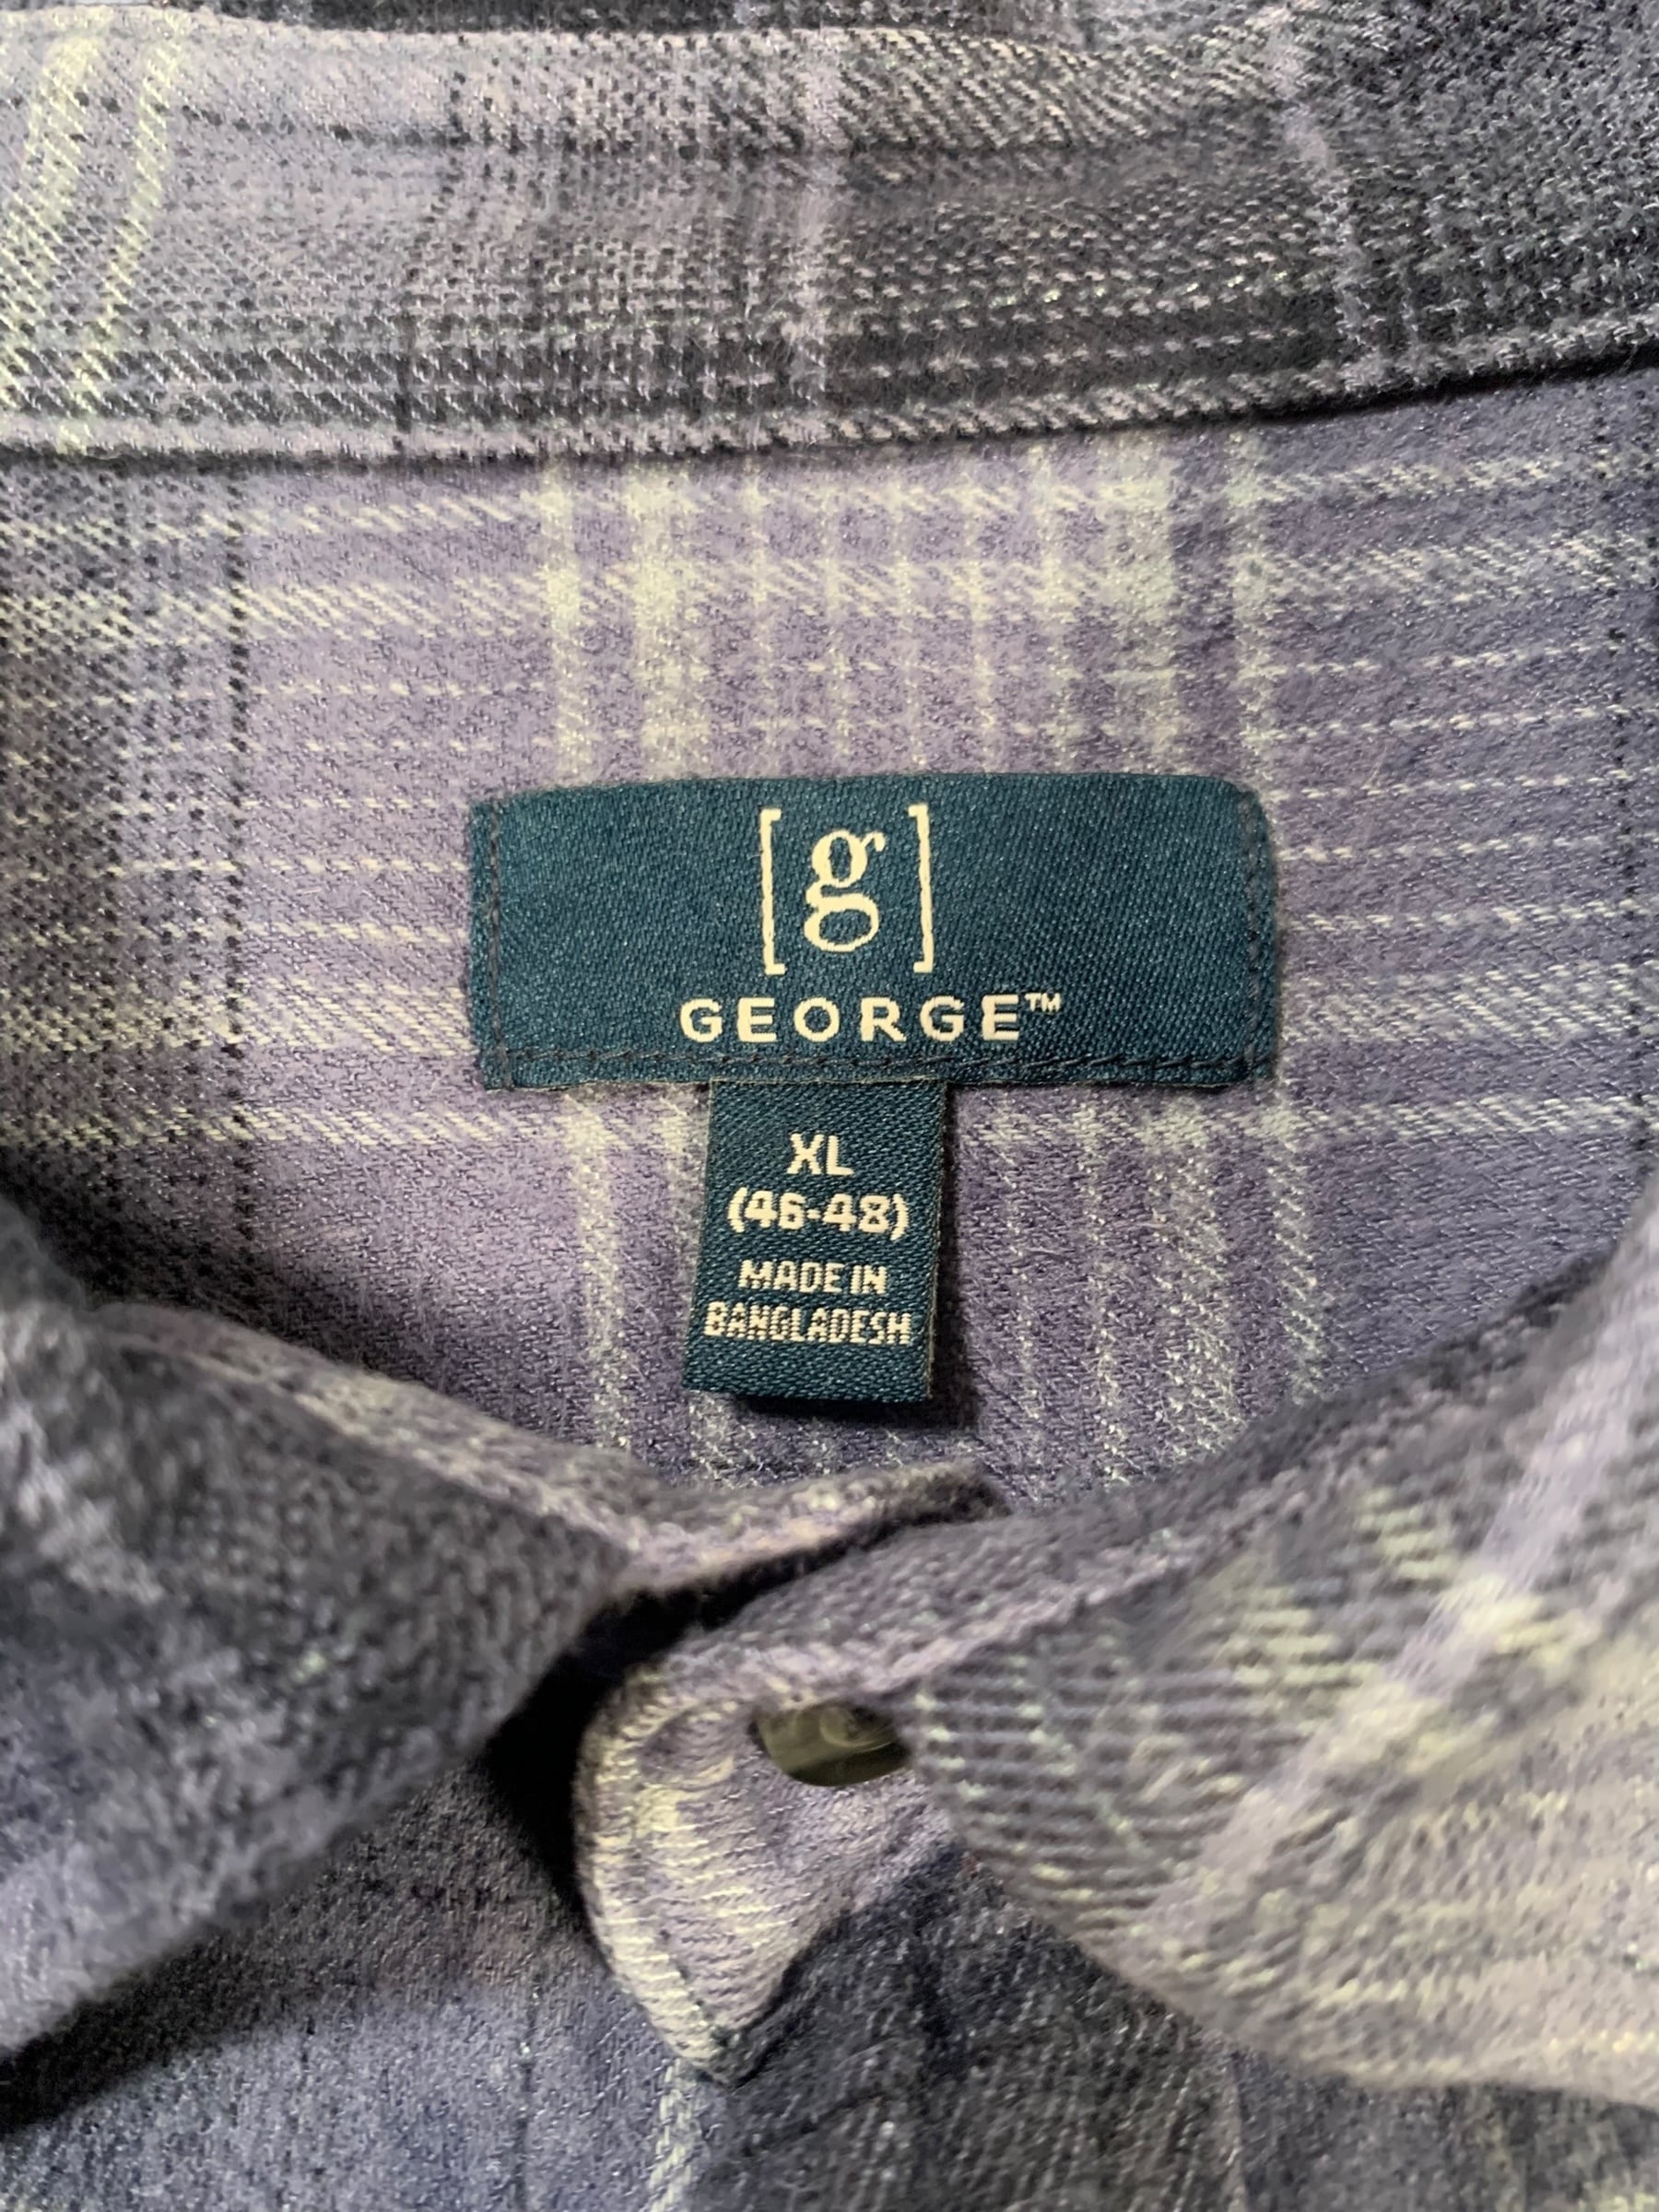 [g]
GEORGE™
XL
(46-48)
MADE IN
BANGLADESH